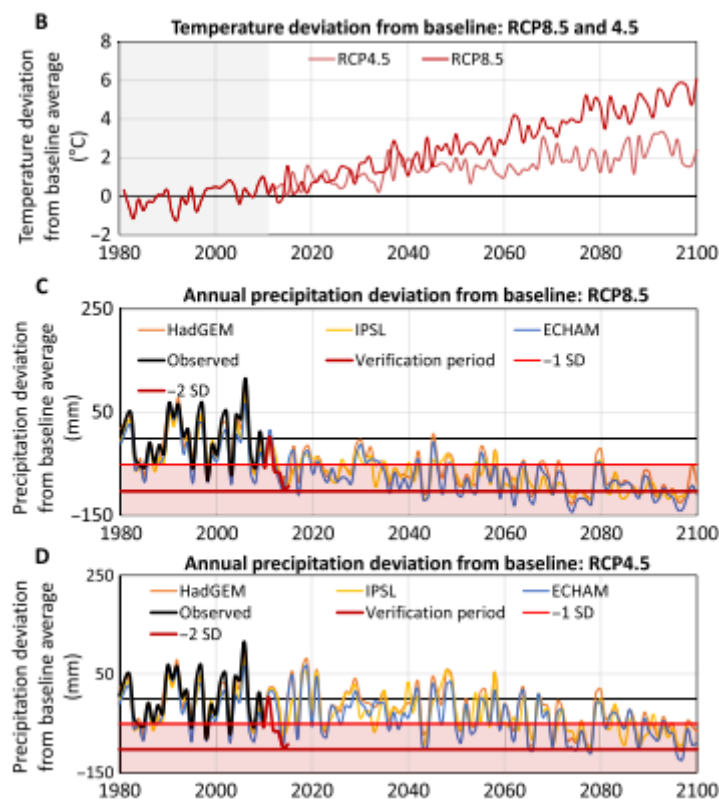 B
Temperature deviation from baseline: RCP8.5 and 4.5
Temperature deviation
from baseline average
(°C)
8
6
4
2
0
−2
RCP4.5
RCP8.5
1980 2000 2020 2040 2060 2080 2100
C
Annual precipitation deviation from baseline: RCP8.5
Precipitation deviation
from baseline average
(mm)
250
50
−150
HadGEM
IPSL
ECHAM
Observed
Verification period
−1 SD
−2 SD
1980 2000 2020 2040 2060 2080 2100
D
Annual precipitation deviation from baseline: RCP4.5
Precipitation deviation
from baseline average
(mm)
250
50
−150
HadGEM
IPSL
ECHAM
Observed
Verification period
−1 SD
−2 SD
1980 2000 2020 2040 2060 2080 2100